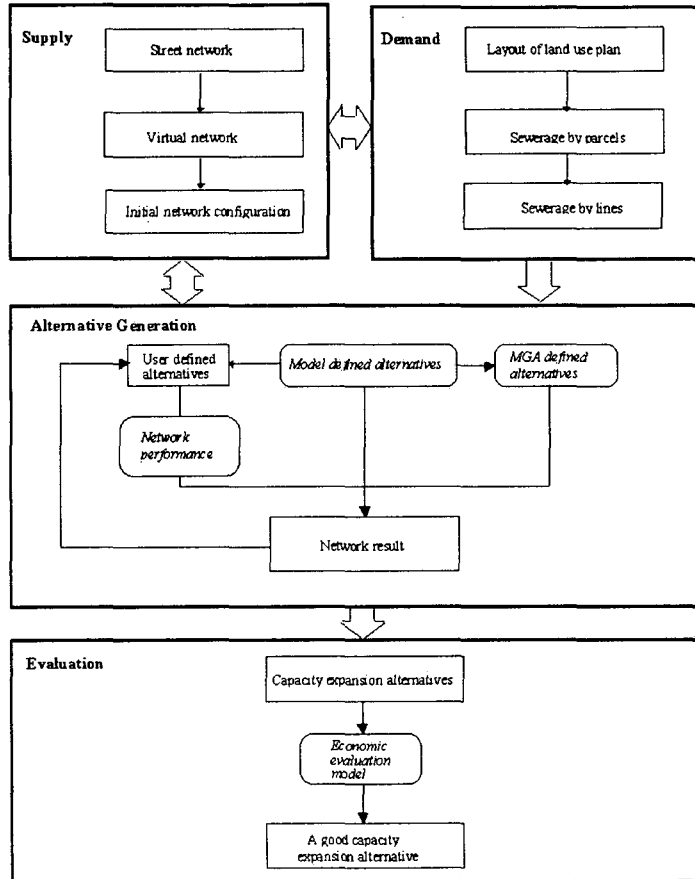 Supply
Street network
Virtual network
Initial network configuration
Demand
Layout of land use plan
Sewerage by parcels
Sewerage by lines
Alternative Generation
User defined
alternatives
Model defined alternatives
MGA defined
alternatives
Network
performance
Network result
Evaluation
Capacity expansion alternatives
Economic
evaluation
model
A good capacity
expansion alternative